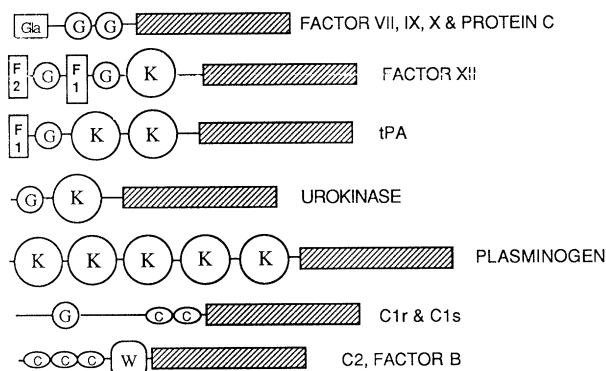 Gla G G FACTOR VII, IX, X & PROTEIN C
F 2 G F 1 G K FACTOR XII
F 1 G K K tPA
G K UROKINASE
K K K K K PLASMINOGEN
G C C C1r & C1s
C C C W C2, FACTOR B